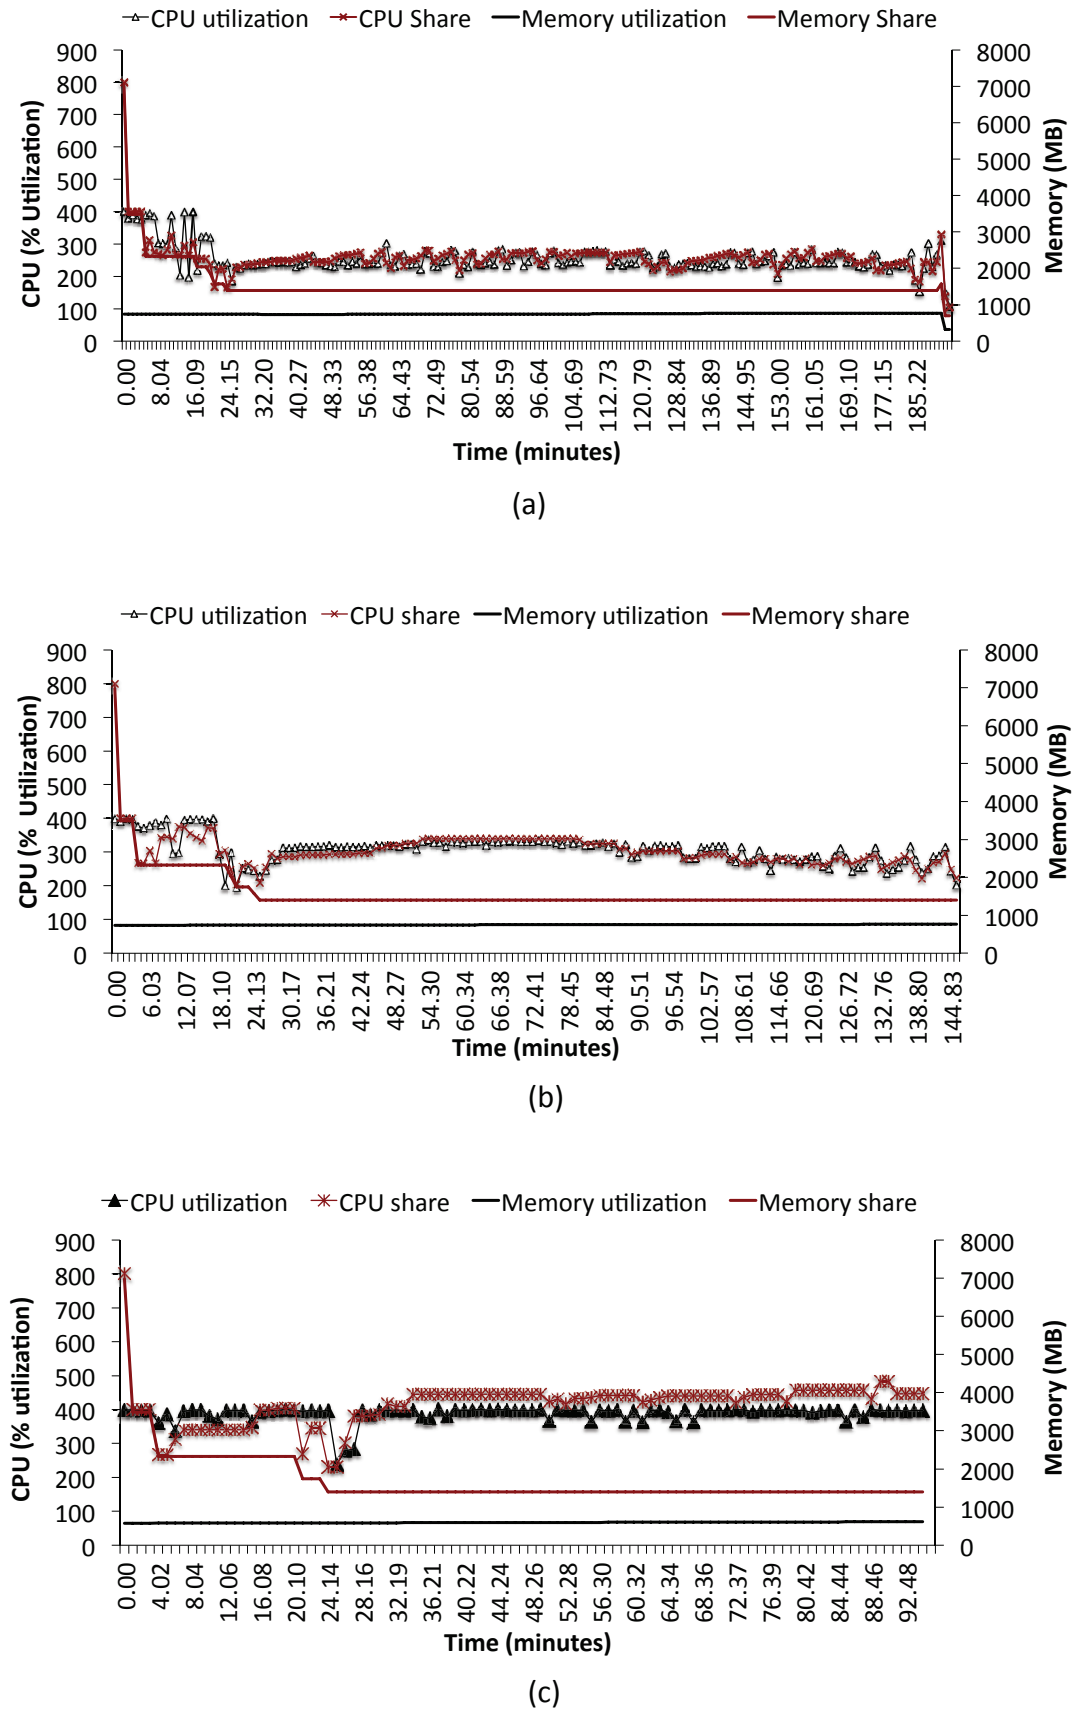 CPU Utilization CPU Share Memory utilization Memory Share
900 8000
800 7000
700 6000
600 5000
500 4000
400 3000
300 2000
200 1000
100 0
0
CPU (% Utilization)
Memory (MB)
0.00 8.04 16.09 24.15 32.20 40.27 48.33 56.38 64.43 72.49 80.54 88.59 96.64 104.69 112.73 120.79 128.84 136.89 144.95 153.00 161.05 169.10 177.15 185.22
Time (minutes)
(a)
CPU utilization CPU share Memory utilization Memory share
900 8000
800 7000
700 6000
600 5000
500 4000
400 3000
300 2000
200 1000
100 0
0
CPU (% Utilization)
Memory (MB)
0.00 6.03 12.07 18.10 24.13 30.17 36.21 42.24 48.27 54.30 60.34 66.38 72.41 78.45 84.48 90.51 96.54 102.57 108.61 114.66 120.69 126.72 132.76 138.80 144.83
Time (minutes)
(b)
CPU utilization CPU share Memory utilization Memory share
900 8000
800 7000
700 6000
600 5000
500 4000
400 3000
300 2000
200 1000
100 0
0
CPU (% utilization)
Memory (MB)
0.00 4.02 8.04 12.06 16.08 20.10 24.14 28.16 32.19 36.21 40.22 44.24 48.26 52.28 56.30 60.32 64.34 68.36 72.37 76.39 80.42 84.44 88.46 92.48
Time (minutes)
(c)